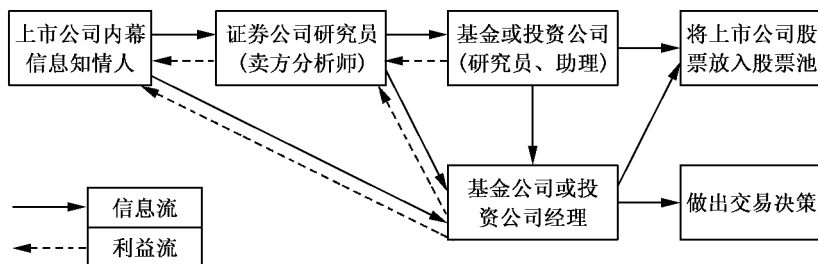 上市公司内幕
信息知情人
证券公司研究员
(卖方分析师)
基金或投资公司
(研究员、助理)
将上市公司股
票放入股票池
基金公司或投
资公司经理
做出交易决策
信息流
利益流